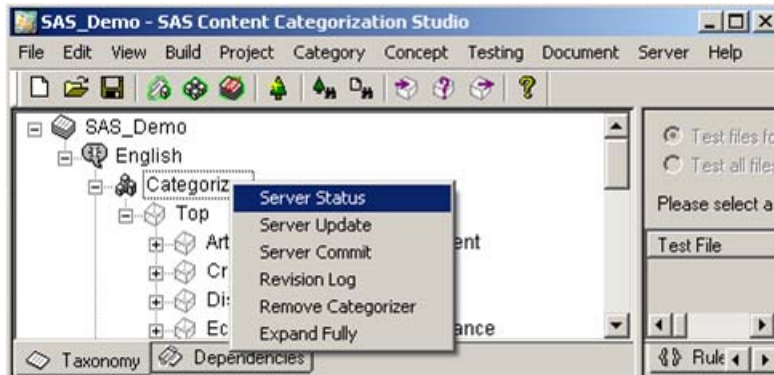 SAS_Demo - SAS Content Categorization Studio
File Edit View Build Project Category Concept Testing Document Server Help
SAS_Demo
English
Categoriz
Top
Art
ent
Cr
Dis
Ec
ance
Server Status
Server Update
Server Commit
Revision Log
Remove Categorizer
Expand Fully
Taxonomy Dependencies
Test files fo
Test all files
Please select a
Test File
Rule